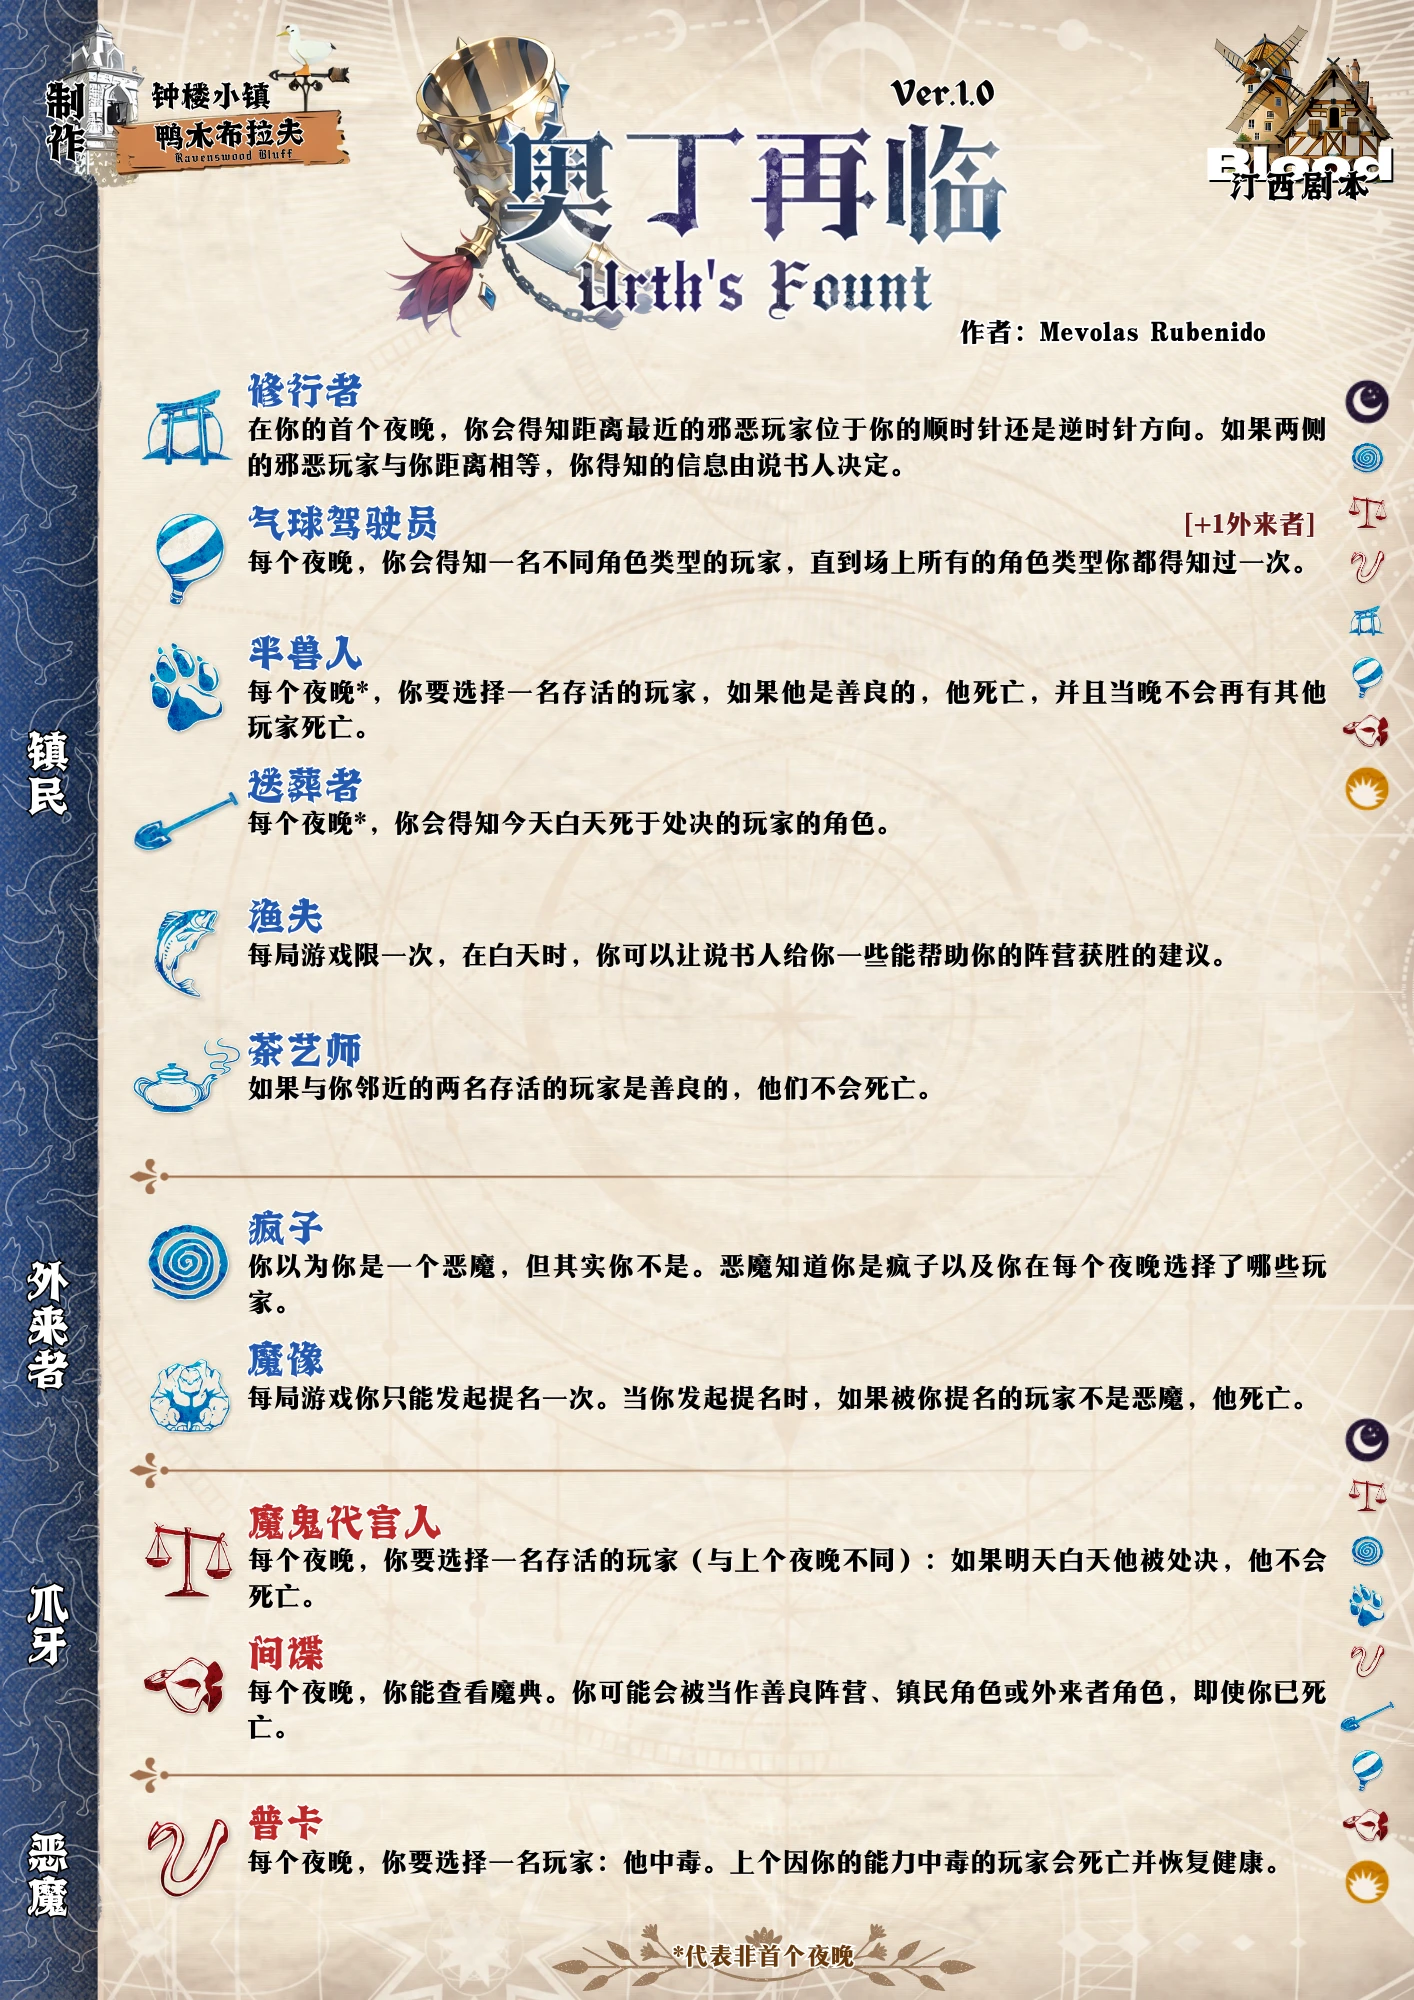 制作
钟楼小镇
鸭木布拉夫
Ravenswood Bluff
Ver.1.0
奥丁再临
Urth's Fount
作者：Mevolas Rubenido
Blood
汀西剧本
镇民
修行者
在你的首个夜晚，你会得知距离最近的邪恶玩家位于你的顺时针还是逆时针方向。如果两侧
的邪恶玩家与你距离相等，你得知的信息由说书人决定。
气球驾驶员
[+1外来者]
每个夜晚，你会得知一名不同角色类型的玩家，直到场上所有的角色类型你都得知过一次。
半兽人
每个夜晚*，你要选择一名存活的玩家，如果他是善良的，他死亡，并且当晚不会再有其他
玩家死亡。
送葬者
每个夜晚*，你会得知今天白天死于处决的玩家的角色。
渔夫
每局游戏限一次，在白天时，你可以让说书人给你一些能帮助你的阵营获胜的建议。
茶艺师
如果与你邻近的两名存活的玩家是善良的，他们不会死亡。
外来者
疯子
你以为你是一个恶魔，但其实你不是。恶魔知道你是疯子以及你在每个夜晚选择了哪些玩
家。
魔像
每局游戏你只能发起提名一次。当你发起提名时，如果被你提名的玩家不是恶魔，他死亡。
爪牙
魔鬼代言人
每个夜晚，你要选择一名存活的玩家（与上个夜晚不同）：如果明天白天他被处决，他不会
死亡。
间谍
每个夜晚，你能查看魔典。你可能会被当作善良阵营、镇民角色或外来者角色，即使你已死
亡。
恶魔
普卡
每个夜晚，你要选择一名玩家：他中毒。上个因你的能力中毒的玩家会死亡并恢复健康。
*代表非首个夜晚